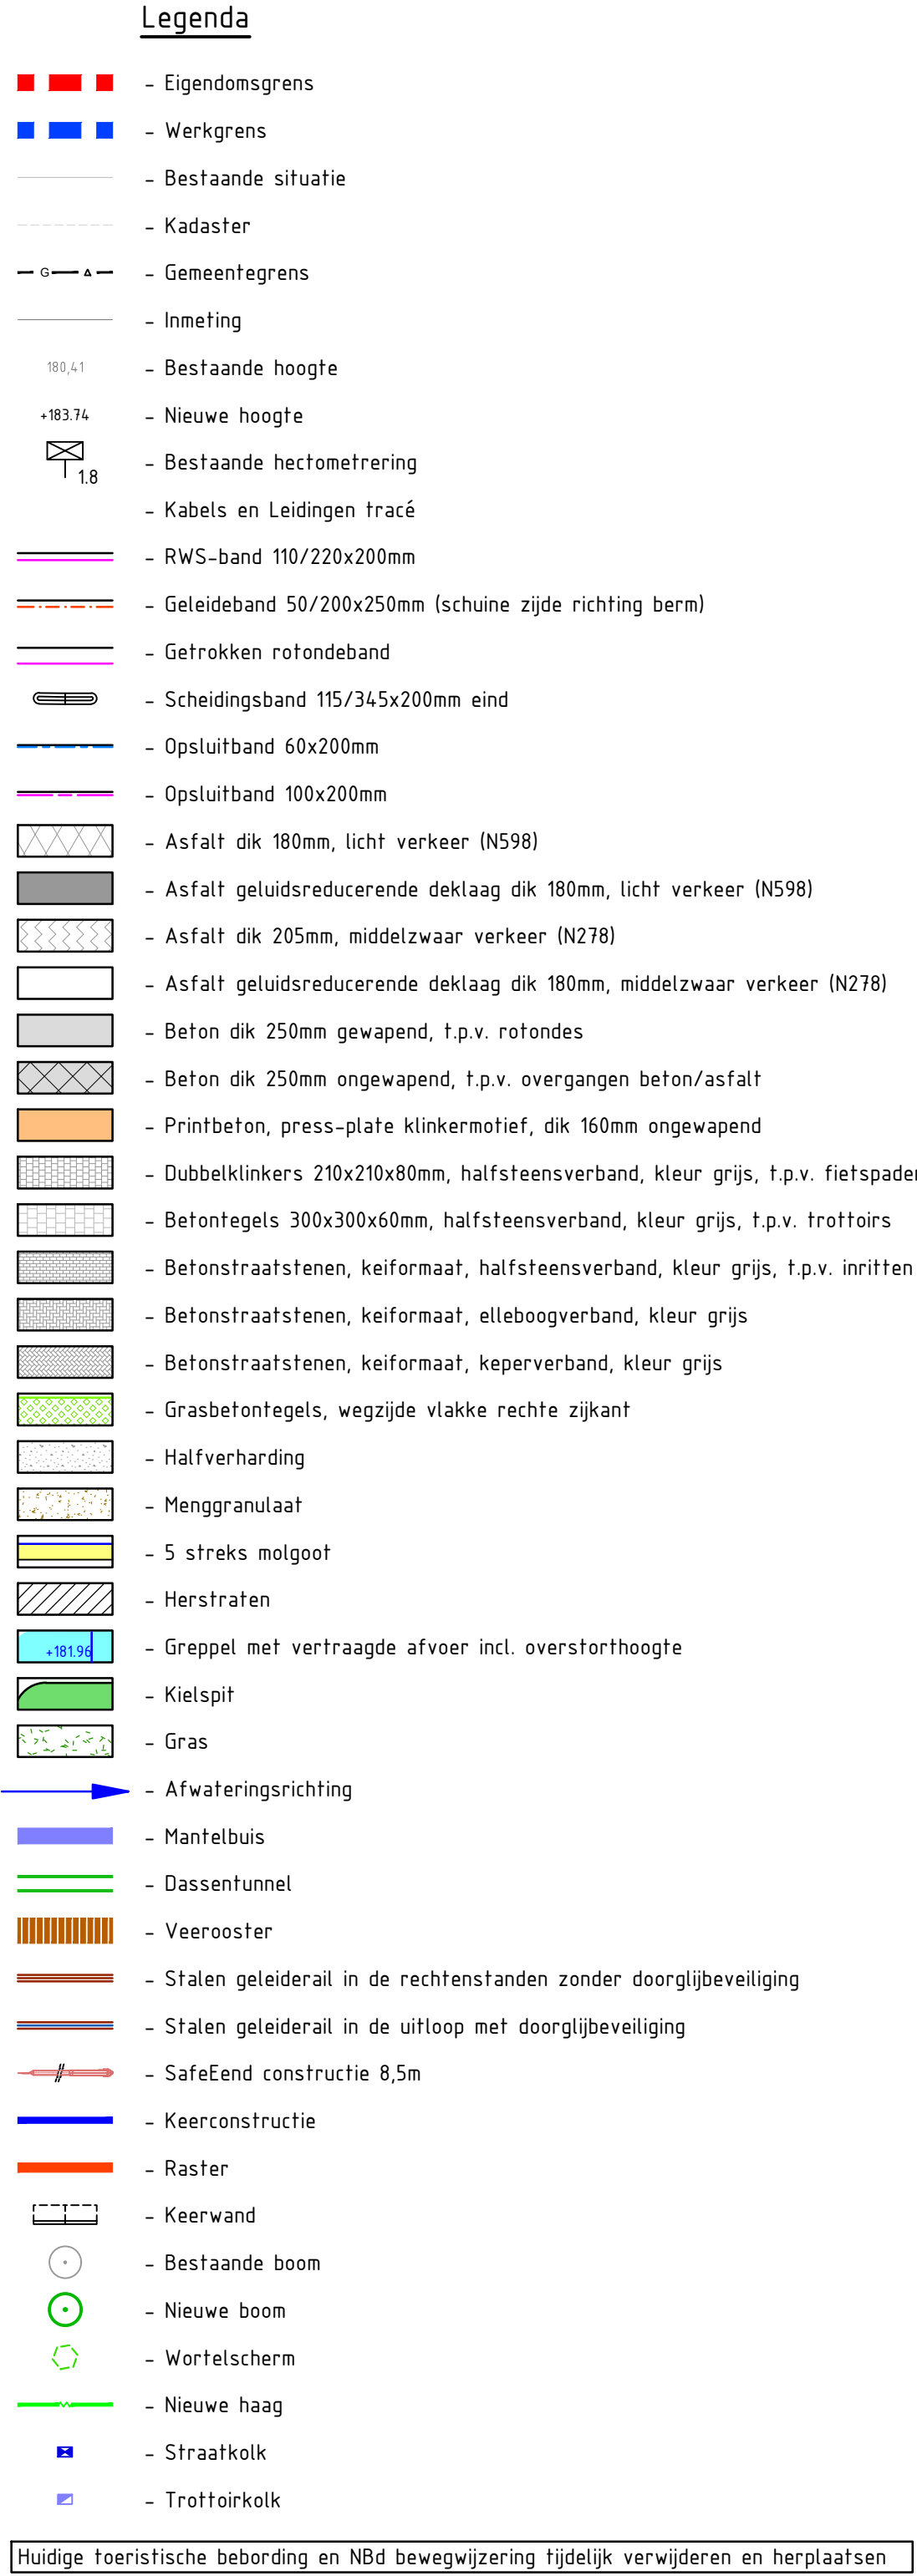 Legenda
- Eigendomsgrens
- Werkgrens
- Bestaande situatie
- Kadaster
G - Gemeentegrens
- Inmeting
180,41 - Bestaande hoogte
+183.74 - Nieuwe hoogte
1.8 - Bestaande hectometrering
- Kabels en Leidingen tracé
- RWS-band 110/220x200mm
- Geleideband 50/200x250mm (schuine zijde richting berm)
- Getrokken rotondeband
- Scheidingsband 115/345x200mm eind
- Opsluitband 60x200mm
- Opsluitband 100x200mm
- Asfalt dik 180mm, licht verkeer (N598)
- Asfalt geluidsreducerende deklaag dik 180mm, licht verkeer (N598)
- Asfalt dik 205mm, middelzwaar verkeer (N278)
- Asfalt geluidsreducerende deklaag dik 180mm, middelzwaar verkeer (N278)
- Beton dik 250mm gewapend, t.p.v. rotondes
- Beton dik 250mm ongewapend, t.p.v. overgangen beton/asfalt
- Printbeton, press-plate klinkermotief, dik 160mm ongewapend
- Dubbelklinkers 210x210x80mm, halfsteensverband, kleur grijs, t.p.v. fietspaden
- Betontegels 300x300x60mm, halfsteensverband, kleur grijs, t.p.v. trottoirs
- Betonstraatstenen, keiformaat, halfsteensverband, kleur grijs, t.p.v. inritten
- Betonstraatstenen, keiformaat, elleboogverband, kleur grijs
- Betonstraatstenen, keiformaat, keperverband, kleur grijs
- Grasbetontegels, wegzijde vlakke rechte zijkant
- Halfverharding
- Menggranulaat
- 5 streks molgoot
- Herstraten
+181.96 - Greppel met vertraagde afvoer incl. overstorthoogte
- Kielspit
- Gras
- Afwateringsrichting
- Mantelbuis
- Dassentunnel
- Veerooster
- Stalen geleiderail in de rechtenstanden zonder doorglijbeveiliging
- Stalen geleiderail in de uitloop met doorglijbeveiliging
- SafeEend constructie 8,5m
- Keerconstructie
- Raster
- Keerwand
- Bestaande boom
- Nieuwe boom
- Wortelscherm
- Nieuwe haag
- Straatkolk
- Trottoirkolk
Huidige toeristische bebording en NBd bewegwijzering tijdelijk verwijderen en herplaatsen